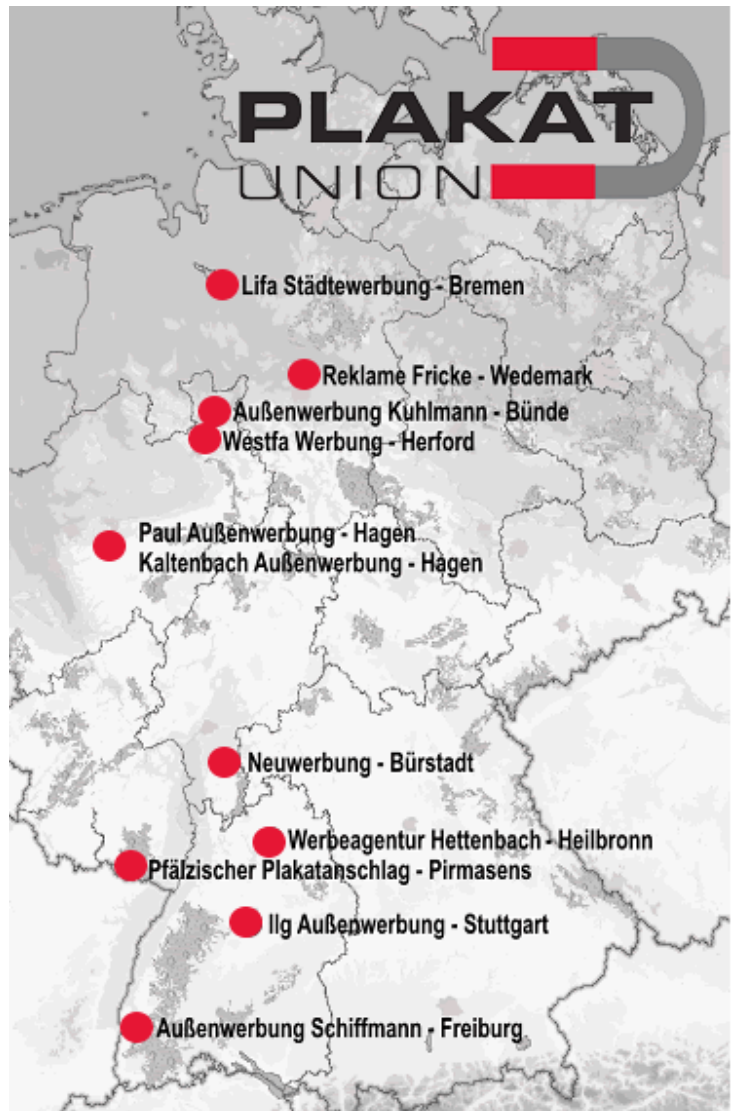 PLAKAT
UNION
Lifa Städtewerbung - Bremen
Reklame Fricke - Wedemark
Außenwerbung Kuhlmann - Bünde
Westfa Werbung - Herford
Paul Außenwerbung - Hagen
Kaltenbach Außenwerbung - Hagen
Neuwerbung - Bürstadt
Werbeagentur Hettenbach - Heilbronn
Pfälzischer Plakatanschlag - Pirmasens
Ilg Außenwerbung - Stuttgart
Außenwerbung Schiffmann - Freiburg